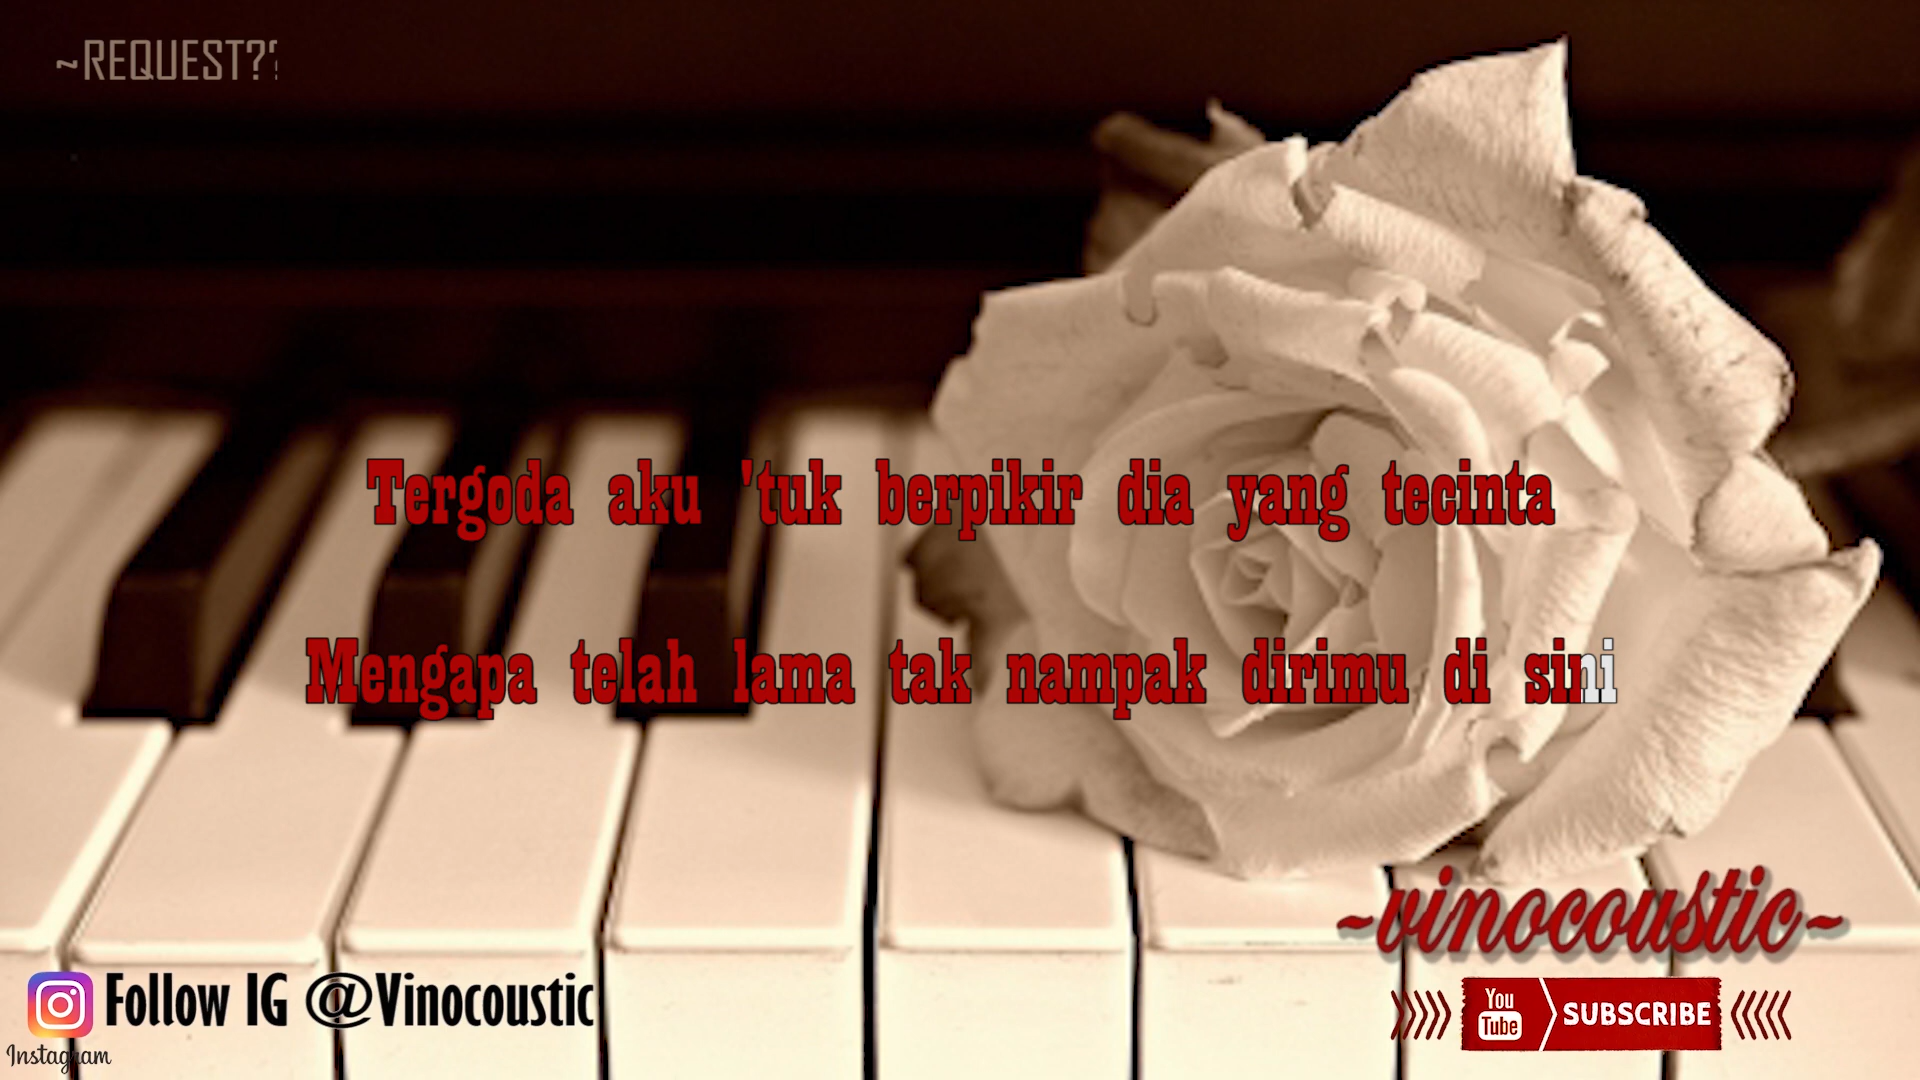 ~REQUEST??
Tergoda aku 'tuk berpikir dia yang tecinta
Mengapa telah lama tak nampak dirimu di sini
~vinocoustic~
Follow IG @Vinocoustic
You Tube SUBSCRIBE
Instagram